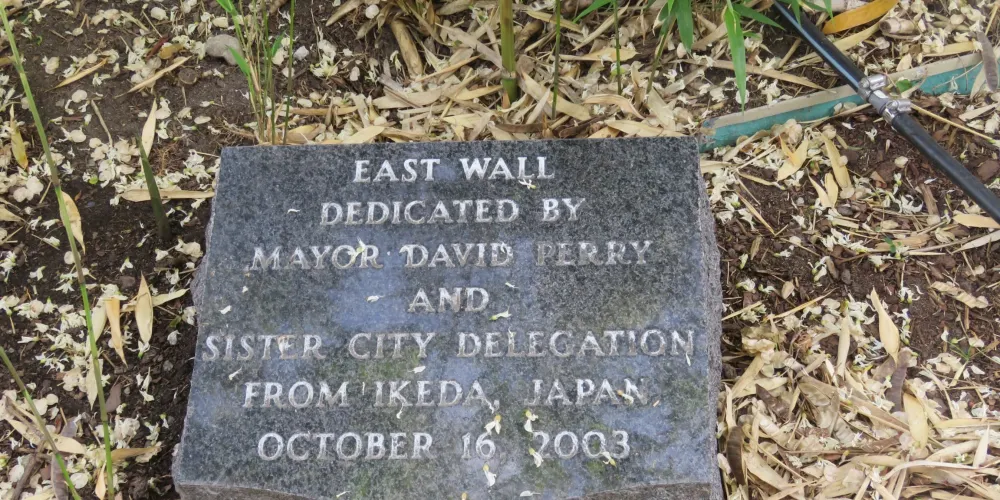 EAST WALL
DEDICATED BY
MAYOR DAVID PERRY
AND
SISTER CITY DELEGATION
FROM IKEDA, JAPAN,
OCTOBER 16 2003